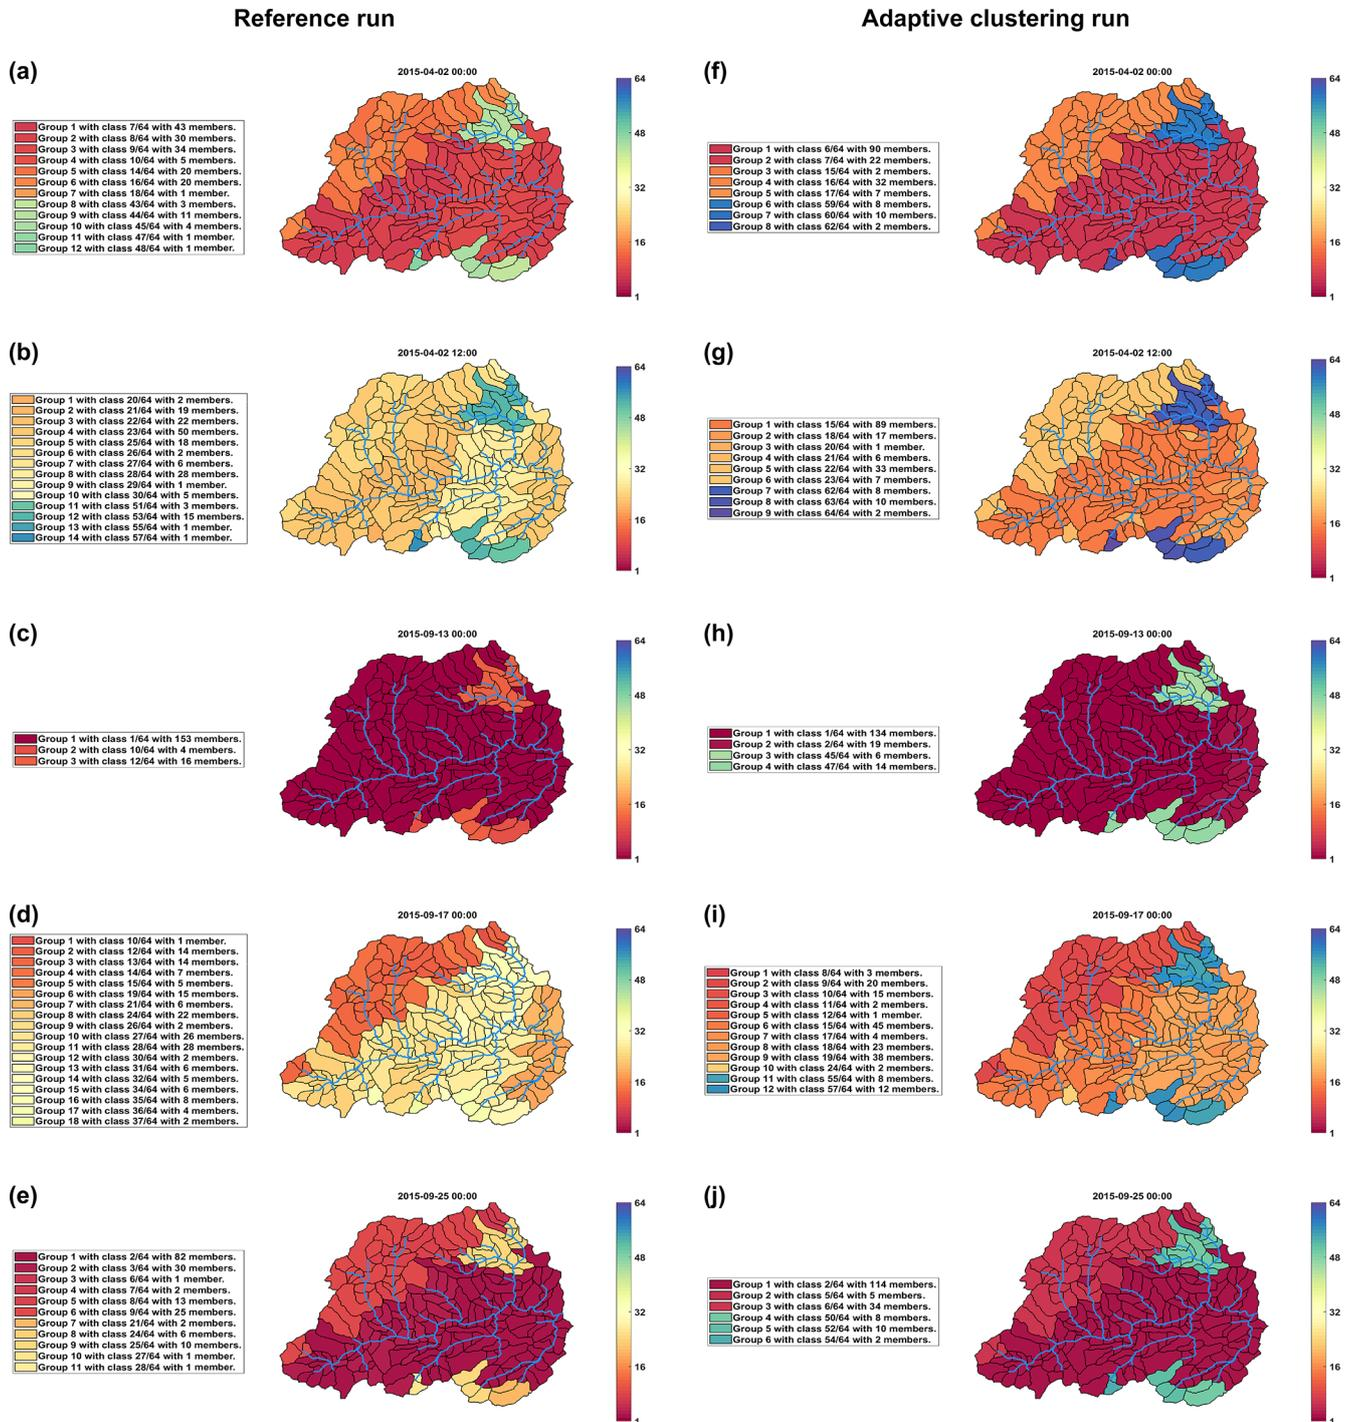 Reference run
Adaptive clustering run
(a)
2015-04-02 00:00
Group 1 with class 7/64 with 43 members.
Group 2 with class 8/64 with 30 members.
Group 3 with class 9/64 with 34 members.
Group 4 with class 10/64 with 5 members.
Group 5 with class 14/64 with 20 members.
Group 6 with class 16/64 with 20 members.
Group 7 with class 18/64 with 1 member.
Group 8 with class 43/64 with 3 members.
Group 9 with class 44/64 with 11 members.
Group 10 with class 45/64 with 4 members.
Group 11 with class 47/64 with 1 member.
Group 12 with class 48/64 with 1 member.
64
48
32
16
1
(f)
2015-04-02 00:00
Group 1 with class 6/64 with 90 members.
Group 2 with class 7/64 with 22 members.
Group 3 with class 15/64 with 2 members.
Group 4 with class 16/64 with 32 members.
Group 5 with class 17/64 with 7 members.
Group 6 with class 59/64 with 8 members.
Group 7 with class 60/64 with 10 members.
Group 8 with class 62/64 with 2 members.
64
48
32
16
1
(b)
2015-04-02 12:00
Group 1 with class 20/64 with 2 members.
Group 2 with class 21/64 with 19 members.
Group 3 with class 22/64 with 22 members.
Group 4 with class 23/64 with 50 members.
Group 5 with class 25/64 with 18 members.
Group 6 with class 26/64 with 2 members.
Group 7 with class 27/64 with 6 members.
Group 8 with class 28/64 with 28 members.
Group 9 with class 29/64 with 1 member.
Group 10 with class 30/64 with 5 members.
Group 11 with class 51/64 with 3 members.
Group 12 with class 53/64 with 15 members.
Group 13 with class 55/64 with 1 member.
Group 14 with class 57/64 with 1 member.
64
48
32
16
1
(g)
2015-04-02 12:00
Group 1 with class 15/64 with 89 members.
Group 2 with class 18/64 with 17 members.
Group 3 with class 20/64 with 1 member.
Group 4 with class 21/64 with 6 members.
Group 5 with class 22/64 with 33 members.
Group 6 with class 23/64 with 7 members.
Group 7 with class 62/64 with 8 members.
Group 8 with class 63/64 with 10 members.
Group 9 with class 64/64 with 2 members.
64
48
32
16
1
(c)
2015-09-13 00:00
Group 1 with class 1/64 with 153 members.
Group 2 with class 10/64 with 4 members.
Group 3 with class 12/64 with 16 members.
64
48
32
16
1
(h)
2015-09-13 00:00
Group 1 with class 1/64 with 134 members.
Group 2 with class 2/64 with 19 members.
Group 3 with class 45/64 with 6 members.
Group 4 with class 47/64 with 14 members.
64
48
32
16
1
(d)
2015-09-17 00:00
Group 1 with class 10/64 with 1 member.
Group 2 with class 12/64 with 14 members.
Group 3 with class 13/64 with 14 members.
Group 4 with class 14/64 with 7 members.
Group 5 with class 15/64 with 5 members.
Group 6 with class 19/64 with 15 members.
Group 7 with class 21/64 with 6 members.
Group 8 with class 24/64 with 22 members.
Group 9 with class 26/64 with 2 members.
Group 10 with class 27/64 with 26 members.
Group 11 with class 28/64 with 28 members.
Group 12 with class 30/64 with 2 members.
Group 13 with class 31/64 with 6 members.
Group 14 with class 32/64 with 5 members.
Group 15 with class 34/64 with 6 members.
Group 16 with class 35/64 with 8 members.
Group 17 with class 36/64 with 4 members.
Group 18 with class 37/64 with 2 members.
64
48
32
16
1
(i)
2015-09-17 00:00
Group 1 with class 8/64 with 3 members.
Group 2 with class 9/64 with 20 members.
Group 3 with class 10/64 with 15 members.
Group 4 with class 11/64 with 2 members.
Group 5 with class 12/64 with 1 member.
Group 6 with class 15/64 with 45 members.
Group 7 with class 17/64 with 4 members.
Group 8 with class 18/64 with 23 members.
Group 9 with class 19/64 with 38 members.
Group 10 with class 24/64 with 2 members.
Group 11 with class 55/64 with 8 members.
Group 12 with class 57/64 with 12 members.
64
48
32
16
1
(e)
2015-09-25 00:00
Group 1 with class 2/64 with 82 members.
Group 2 with class 3/64 with 30 members.
Group 3 with class 6/64 with 1 member.
Group 4 with class 7/64 with 2 members.
Group 5 with class 8/64 with 13 members.
Group 6 with class 9/64 with 25 members.
Group 7 with class 21/64 with 2 members.
Group 8 with class 24/64 with 6 members.
Group 9 with class 25/64 with 10 members.
Group 10 with class 27/64 with 1 member.
Group 11 with class 28/64 with 1 member.
64
48
32
16
1
(j)
2015-09-25 00:00
Group 1 with class 2/64 with 114 members.
Group 2 with class 5/64 with 5 members.
Group 3 with class 6/64 with 34 members.
Group 4 with class 50/64 with 8 members.
Group 5 with class 52/64 with 10 members.
Group 6 with class 54/64 with 2 members.
64
48
32
16
1